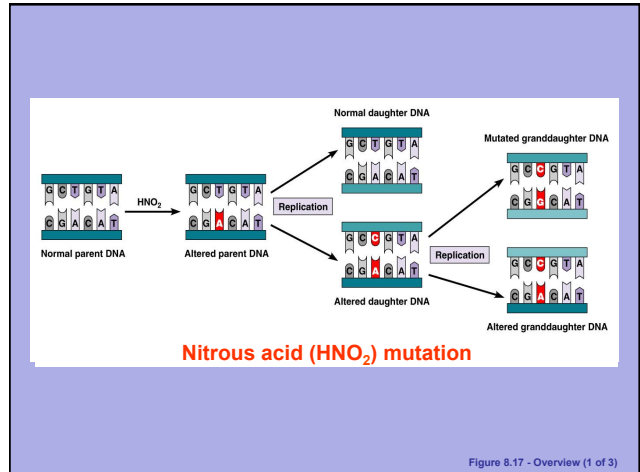 Normal daughter DNA
G C T G T A
C G A C A T
Mutated granddaughter DNA
G C C G T A
C G G C A T
G C T G T A
C G A C A T
Normal parent DNA
HNO2
G C T G T A
C G A C A T
Altered parent DNA
Replication
G C C G T A
C G A C A T
Altered daughter DNA
Replication
G C C G T A
C G A C A T
Altered granddaughter DNA
Nitrous acid (HNO2) mutation
Figure 8.17 - Overview (1 of 3)